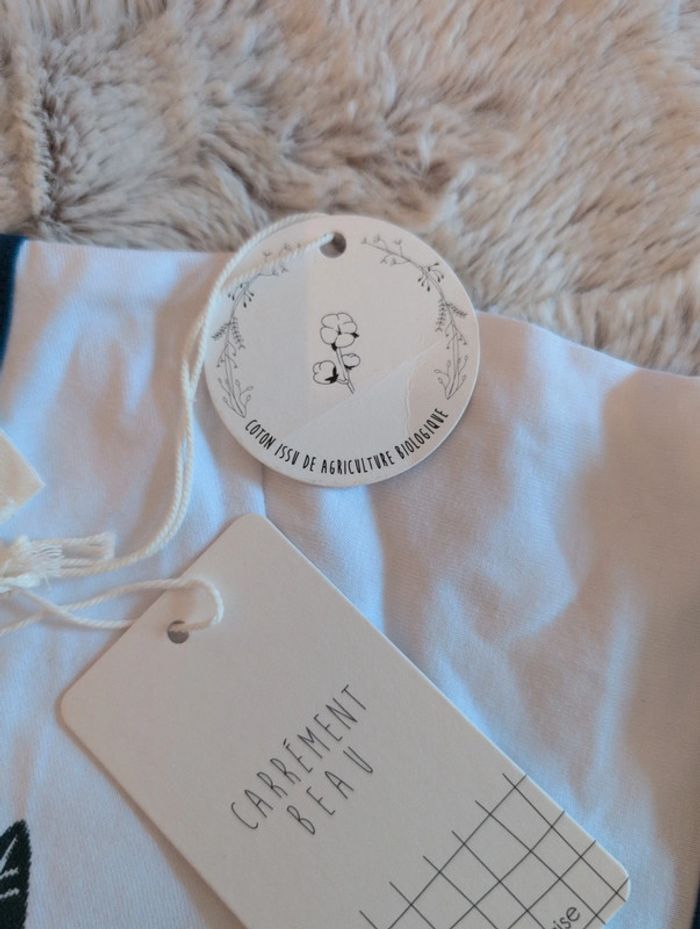 COTON ISSU DE AGRICULTURE BIOLOGIQUE
CARRÉMENT
BEAU